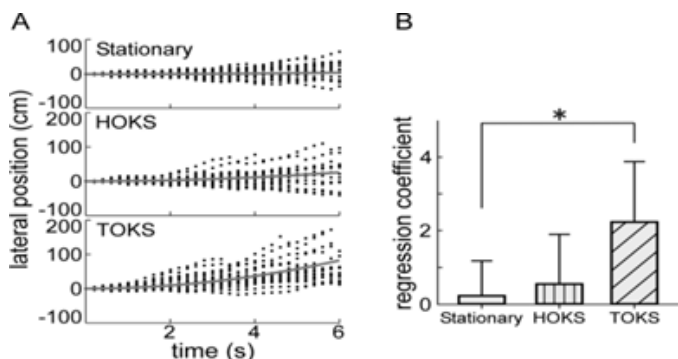 A
B
lateral position (cm)
100
Stationary
0
-100
200
HOKS
100
0
-100
200
TOKS
100
0
-100
2
4
6
time (s)
regression coefficient
*
4
2
0
Stationary
HOKS
TOKS